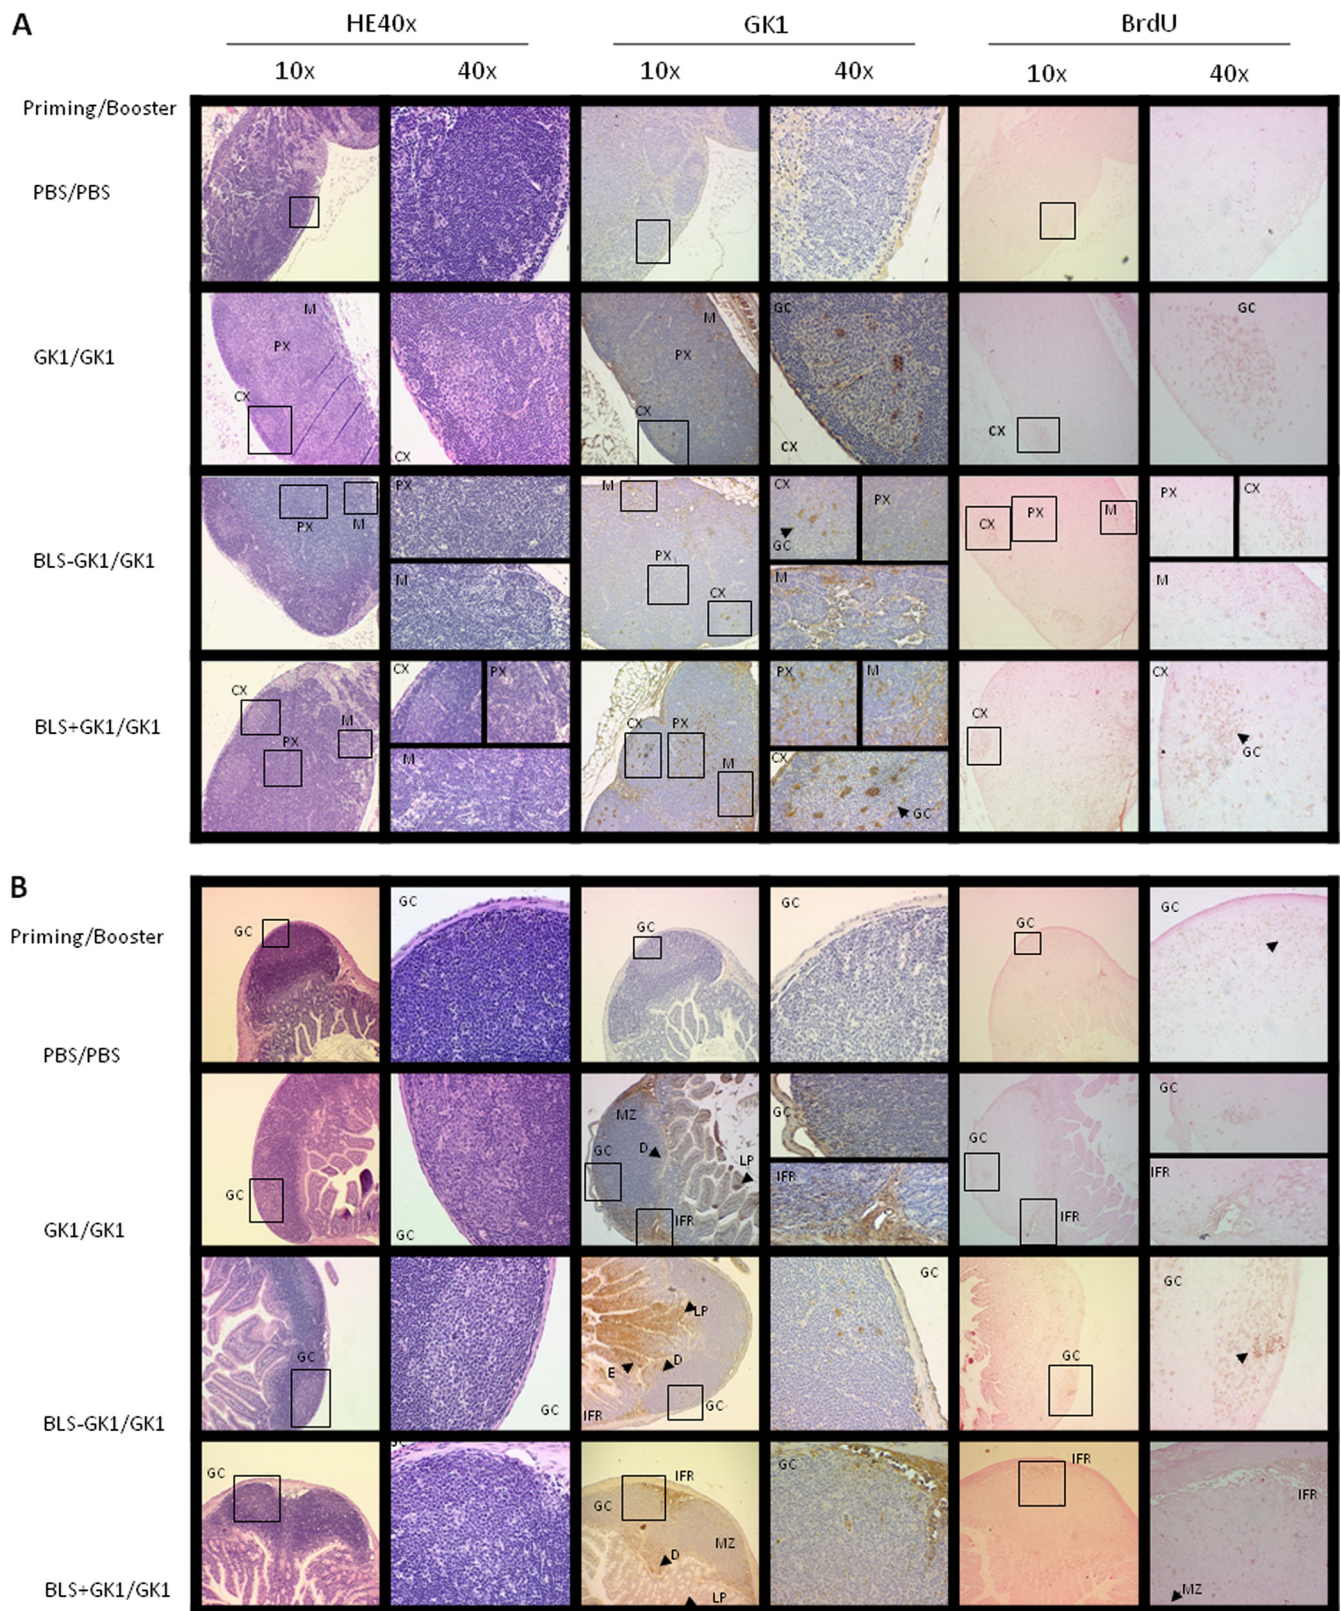 A
HE40x GK1 BrdU
10x 40x 10x 40x 10x 40x
Priming/Booster
PBS/PBS
GK1/GK1
M
PX
CX
CX
M
PX
CX
GC
CX
CX
GC
BLS-GK1/GK1
PX
M
PX
M
M
PX
CX
CX
GC
PX
M
CX
PX
M
PX
CX
M
BLS+GK1/GK1
CX
PX
M
CX
PX
M
CX
PX
M
PX
M
CX
GC
CX
CX
GC
B
Priming/Booster
PBS/PBS
GC
GC
GC
GC
GC
GC
GK1/GK1
GC
GC
MZ
GC
D
LP
IFR
GC
IFR
GC
IFR
GC
IFR
BLS-GK1/GK1
GC
GC
LP
E
D
GC
IFR
GC
GC
GC
BLS+GK1/GK1
GC
IFR
GC
MZ
D
LP
GC
IFR
IFR
MZ